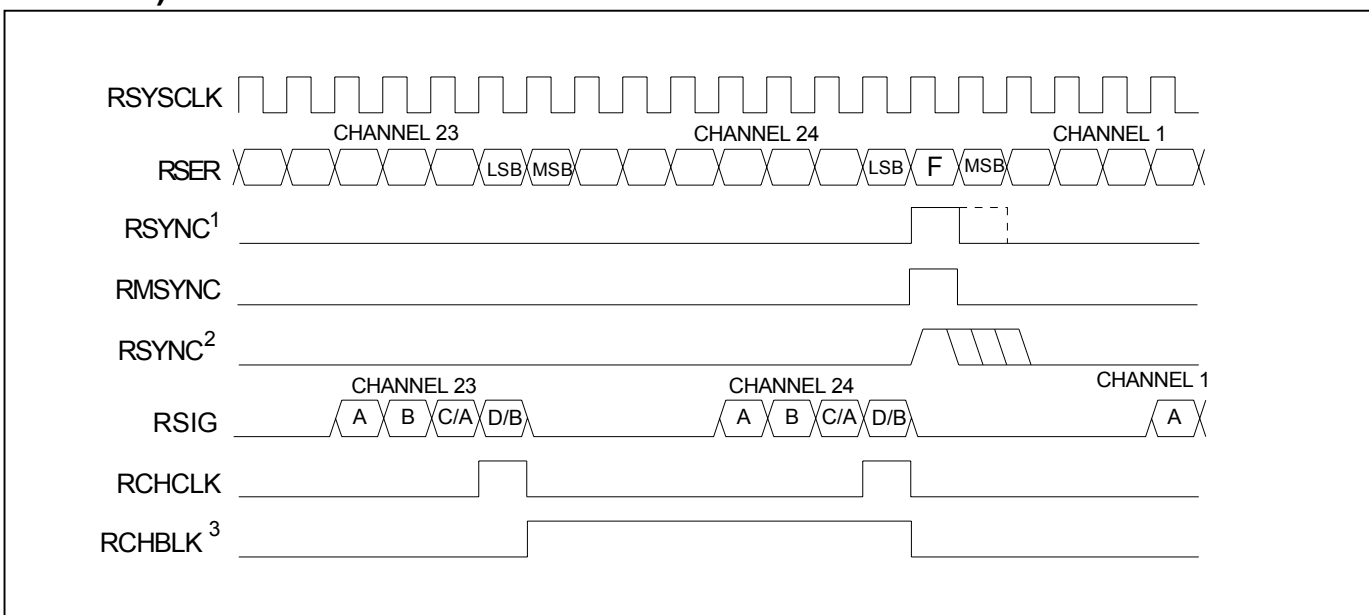 )
RSYSCLK
CHANNEL 23 CHANNEL 24 CHANNEL 1
RSER LSB MSB LSB F MSB
RSYNC1
RMSYNC
RSYNC2
CHANNEL 23 CHANNEL 24 CHANNEL 1
RSIG A B C/A D/B A B C/A D/B A
RCHCLK
RCHBLK 3